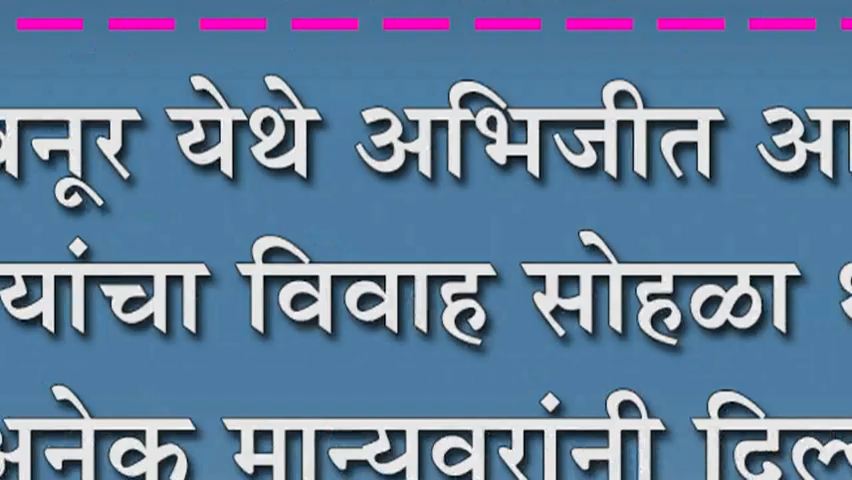 येथे अभिजीत
यांचा विवाह सोहळा
अनेक मान्यवरांनी